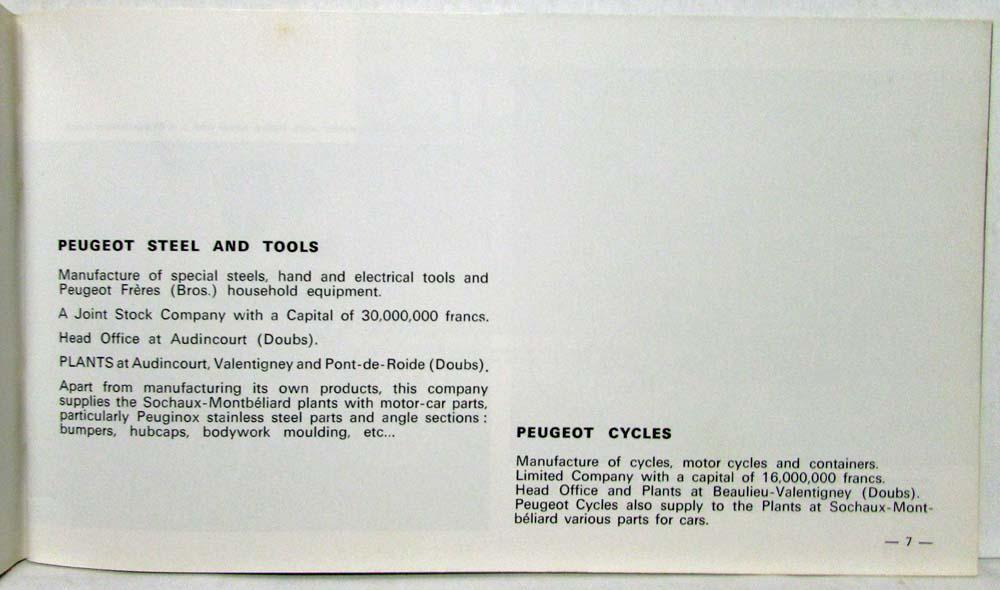 PEUGEOT STEEL AND TOOLS
Manufacture of special steels, hand and electrical tools and
Peugeot Frères (Bros.) household equipment.
A Joint Stock Company with a Capital of 30,000,000 francs.
Head Office at Audincourt (Doubs).
PLANTS at Audincourt, Valentigney and Pont-de-Roide (Doubs).
Apart from manufacturing its own products, this company
supplies the Sochaux-Montbéliard plants with motor-car parts,
particularly Peuginox stainless steel parts and angle sections :
bumpers, hubcaps, bodywork moulding, etc...
PEUGEOT CYCLES
Manufacture of cycles, motor cycles and containers.
Limited Company with a capital of 16,000,000 francs.
Head Office and Plants at Beaulieu-Valentigney (Doubs).
Peugeot Cycles also supply to the Plants at Sochaux-Mont-
béliard various parts for cars.
— 7 —